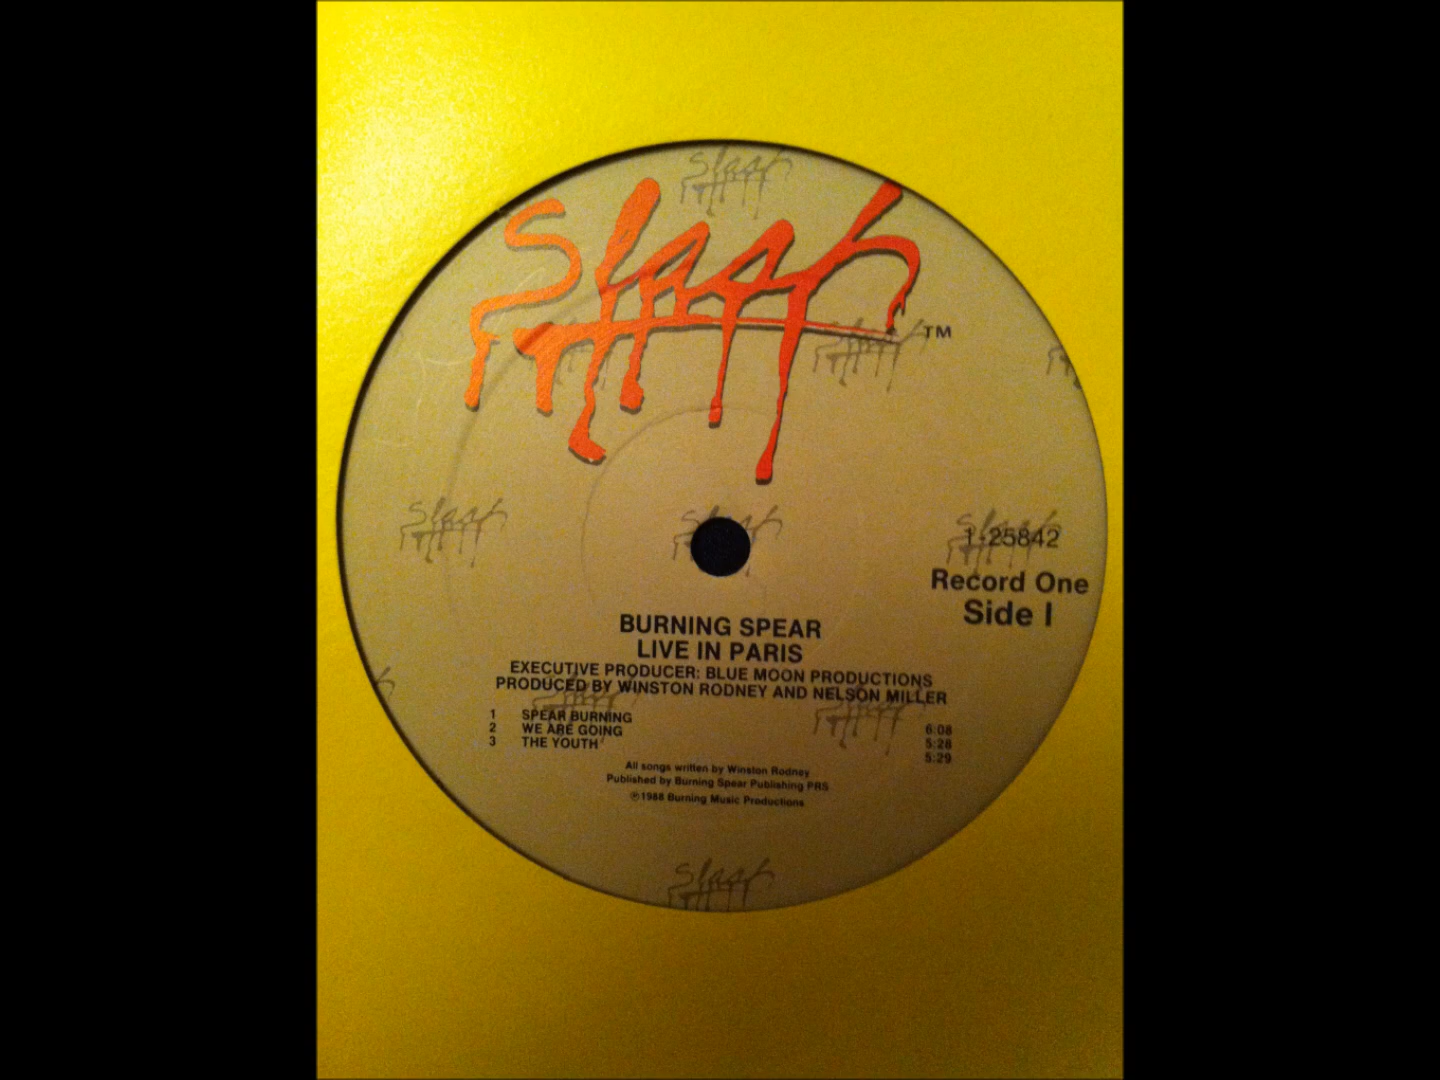 Slash
TM
1-25842
Record One
Side I
BURNING SPEAR
LIVE IN PARIS
EXECUTIVE PRODUCER: BLUE MOON PRODUCTIONS
PRODUCED BY WINSTON RODNEY AND NELSON MILLER
1 SPEAR BURNING 6:08
2 WE ARE GOING 5:28
3 THE YOUTH 5:29
All songs written by Winston Rodney
Published by Burning Spear Publishing PRS
℗1988 Burning Music Productions